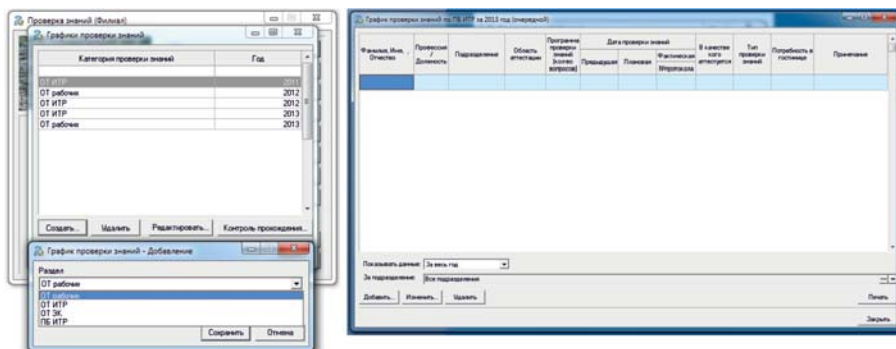 Проверка знаний (Филиал)
Графики проверки знаний
Категория проверки знаний Год
ОТ ИТР 2011
ОТ рабочие 2012
ОТ ИТР 2012
ОТ ИТР 2013
ОТ рабочие 2013
Создать... Удалить Редактировать... Контроль прохождения...
График проверки знаний - Добавление
Раздел
ОТ рабочие
ОТ рабочие
ОТ ИТР
ОТ ЭК
ПБ ИТР
Сохранить Отмена
График проверки знаний по ПБ ИТР за 2013 год (очередной)
Фамилия, Имя, Отчество
Профессия / Должность
Подразделение
Область аттестации
Программа проверки знаний (кол-во вопросов)
Дата проверки знаний
Предыдущая Плановая Фактическая
№протокола
В качестве кого аттестуется
Тип проверки знаний
Потребность в гостинице
Примечание
Показывать данные: За весь год
За подразделение: Все подразделения
Добавить... Изменить... Удалить Печать
Закрыть